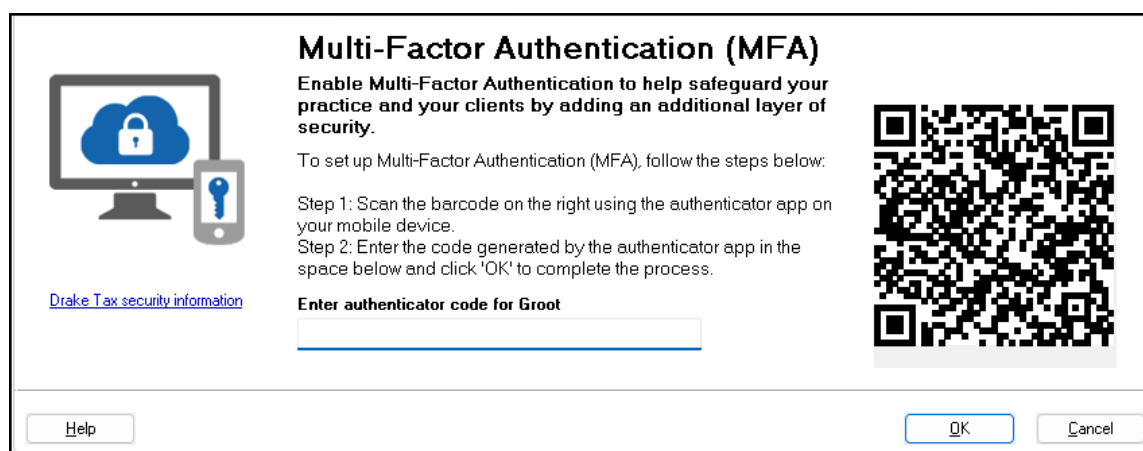 Multi-Factor Authentication (MFA)
Enable Multi-Factor Authentication to help safeguard your
practice and your clients by adding an additional layer of
security.
To set up Multi-Factor Authentication (MFA), follow the steps below:
Step 1: Scan the barcode on the right using the authenticator app on
your mobile device.
Step 2: Enter the code generated by the authenticator app in the
space below and click 'OK' to complete the process.
Drake Tax security information
Enter authenticator code for Groot
Help
OK
Cancel